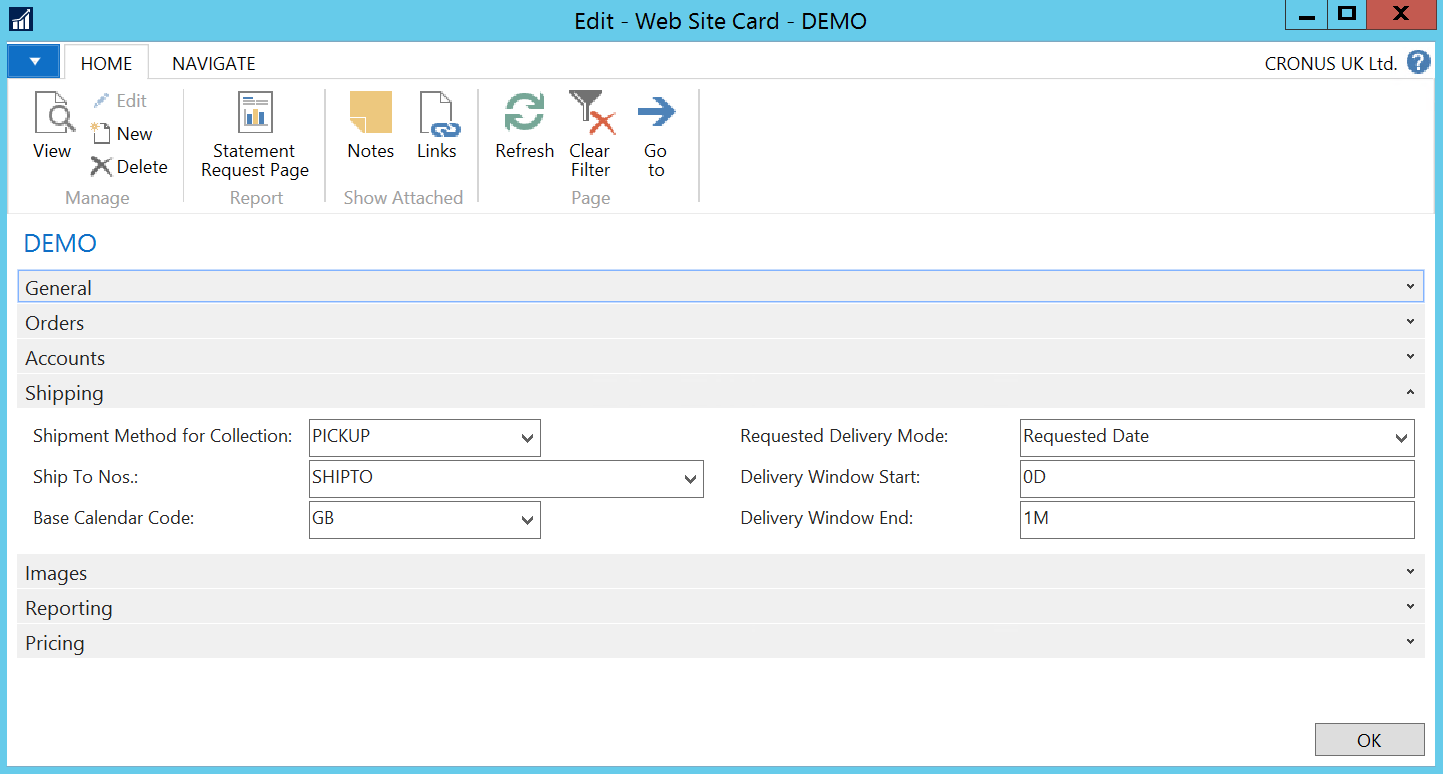 Edit - Web Site Card - DEMO
HOME
NAVIGATE
CRONUS UK Ltd.
?
View
Edit
New
Delete
Manage
Statement
Request Page
Report
Notes
Links
Show Attached
Refresh
Clear
Filter
Go
to
Page
DEMO
General
Orders
Accounts
Shipping
Shipment Method for Collection: PICKUP
Ship To Nos.: SHIPTO
Base Calendar Code: GB
Requested Delivery Mode: Requested Date
Delivery Window Start: 0D
Delivery Window End: 1M
Images
Reporting
Pricing
OK